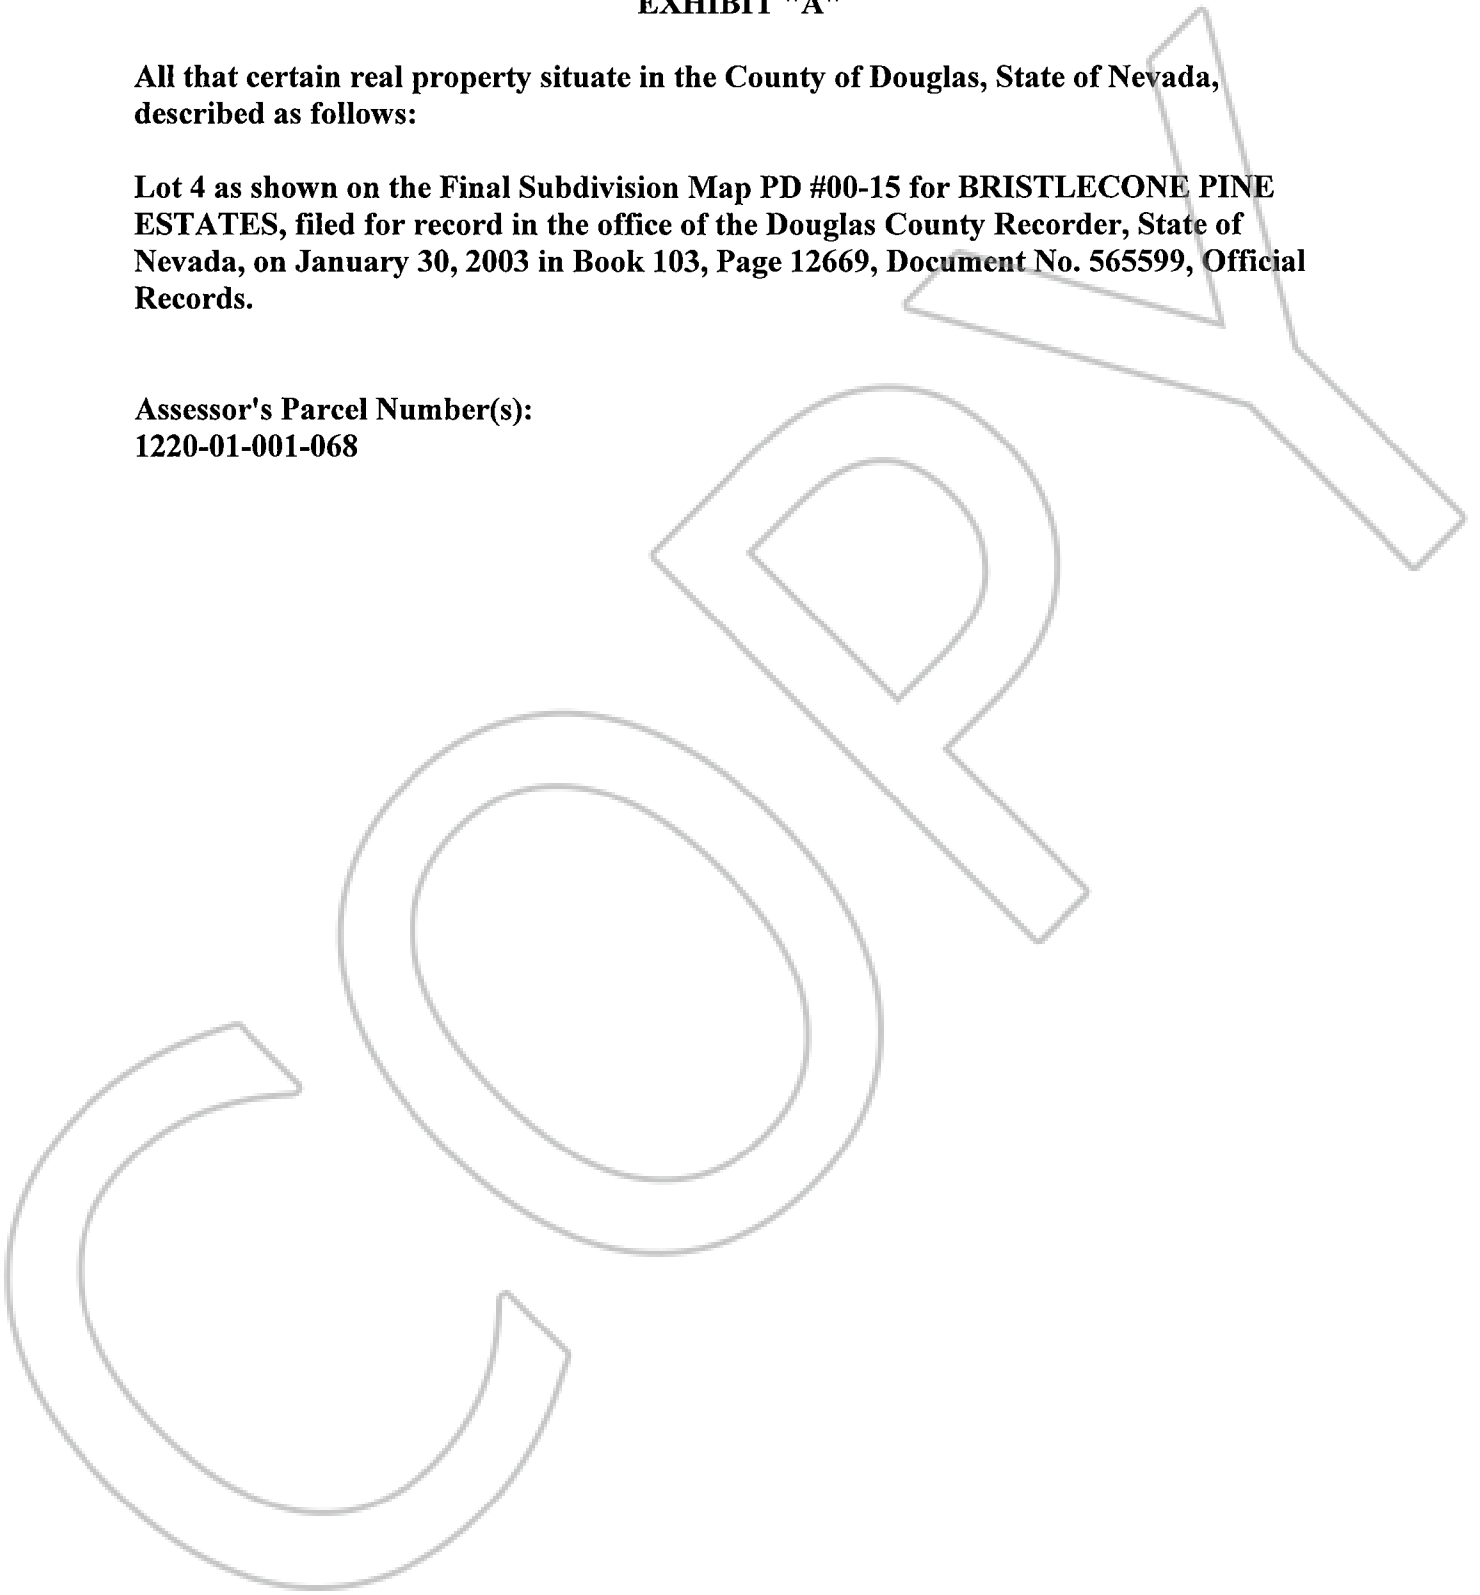 EXHIBIT "A"
All that certain real property situate in the County of Douglas, State of Nevada,
described as follows:
Lot 4 as shown on the Final Subdivision Map PD #00-15 for BRISTLECONE PINE
ESTATES, filed for record in the office of the Douglas County Recorder, State of
Nevada, on January 30, 2003 in Book 103, Page 12669, Document No. 565599, Official
Records.
Assessor's Parcel Number(s):
1220-01-001-068
COPY